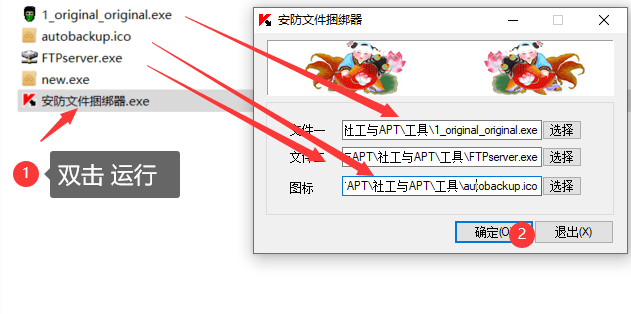 1_original_original.exe
autobackup.ico
FTPserver.exe
new.exe
安防文件捆绑器.exe
1
双击 运行
安防文件捆绑器
文件一 社工与APT\工具\1_original_original.exe 选择
文件二 APT\社工与APT\工具\FTPserver.exe 选择
图标 APT\社工与APT\工具\autobackup.ico 选择
确定(O) 2 退出(X)